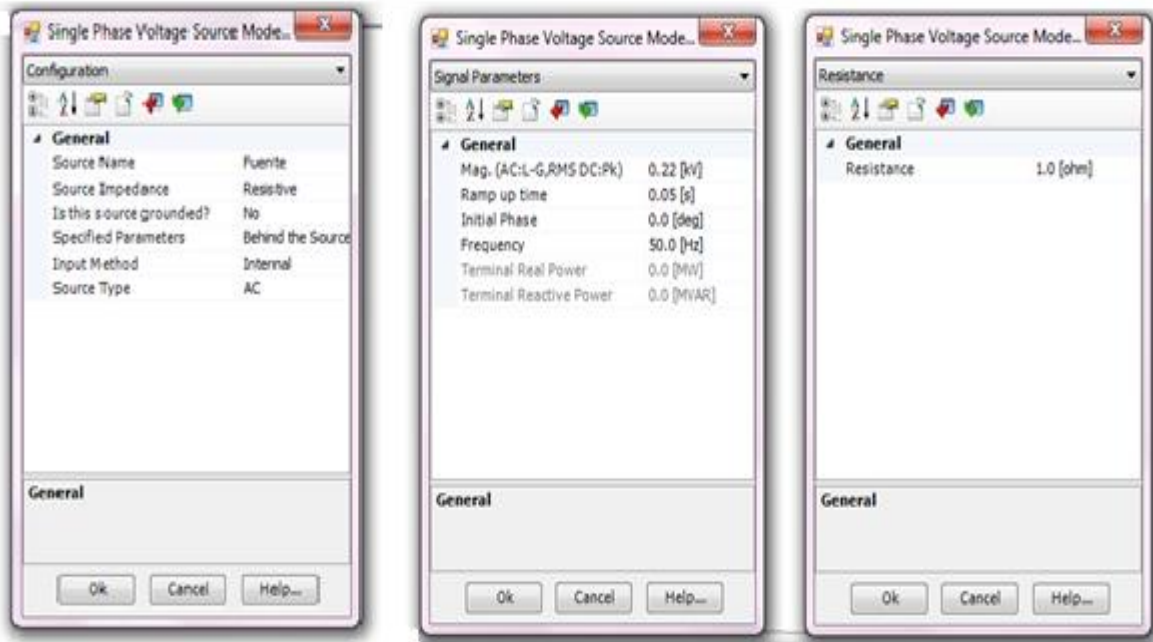 Single Phase Voltage Source Mode...
Configuration
General
Source Name Fuente
Source Impedance Resistive
Is this source grounded? No
Specified Parameters Behind the Source
Input Method Internal
Source Type AC
General
Ok Cancel Help...
Single Phase Voltage Source Mode...
Signal Parameters
General
Mag. (AC:L-G,RMS DC:Pk) 0.22 [kV]
Ramp up time 0.05 [s]
Initial Phase 0.0 [deg]
Frequency 50.0 [Hz]
Terminal Real Power 0.0 [MW]
Terminal Reactive Power 0.0 [MVAR]
General
Ok Cancel Help...
Single Phase Voltage Source Mode...
Resistance
General
Resistance 1.0 [ohm]
General
Ok Cancel Help...